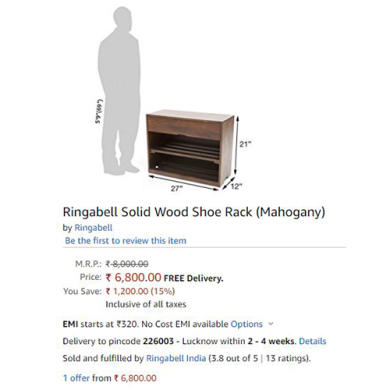 5'9"(69")
21"
27"
12"
Ringabell Solid Wood Shoe Rack (Mahogany)
by Ringabell
Be the first to review this item
M.R.P.: ₹ 8,000.00
Price: ₹ 6,800.00 FREE Delivery.
You Save: ₹ 1,200.00 (15%)
Inclusive of all taxes
EMI starts at ₹320. No Cost EMI available Options
Delivery to pincode 226003 - Lucknow within 2 - 4 weeks. Details
Sold and fulfilled by Ringabell India (3.8 out of 5 | 13 ratings).
1 offer from ₹ 6,800.00